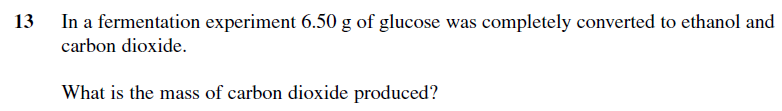 13 In a fermentation experiment 6.50 g of glucose was completely converted to ethanol and
carbon dioxide.
What is the mass of carbon dioxide produced?